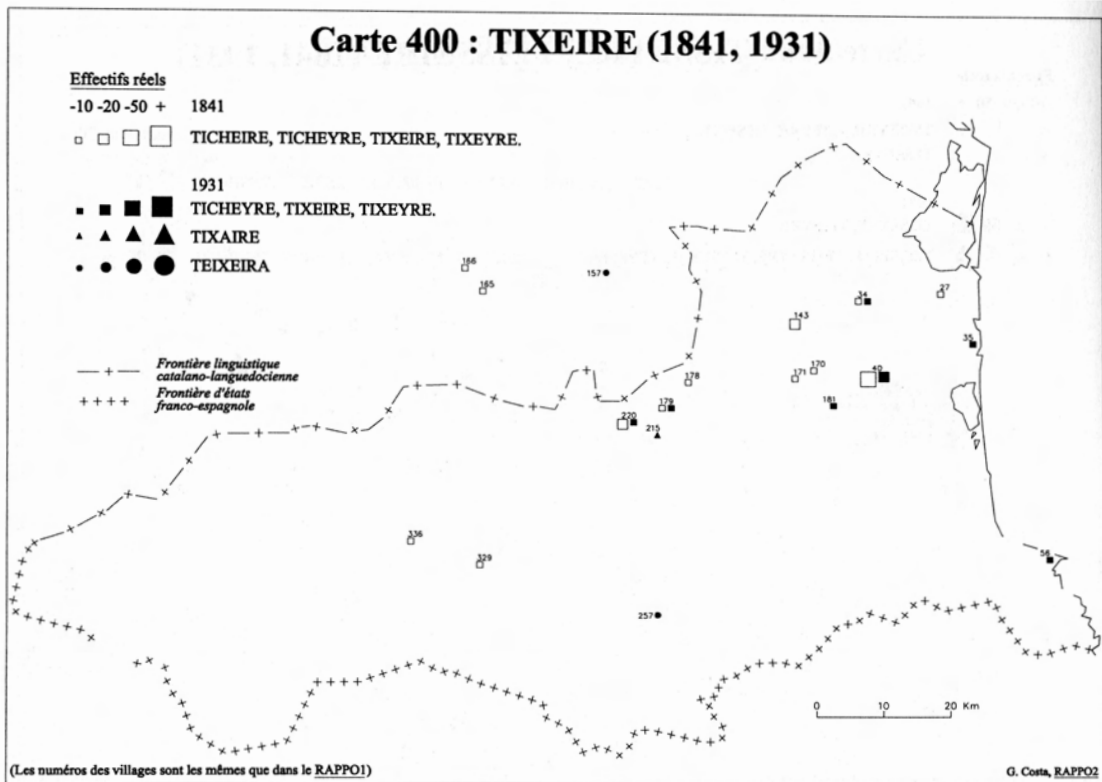 Carte 400 : TIXEIRE (1841, 1931)
Effectifs réels
-10 -20 -50 + 1841
TICHEIRE, TICHEYRE, TIXEIRE, TIXEYRE.
1931
TICHEYRE, TIXEIRE, TIXEYRE.
TIXAIRE
TEIXEIRA
Frontière linguistique
catalano-languedocienne
Frontière d'états
franco-espagnole
166
165
157
34
27
143
35
170
171
40
178
179
181
220
215
336
329
56
257
0 10 20 Km
(Les numéros des villages sont les mêmes que dans le RAPPO1)
G. Costa, RAPPO2